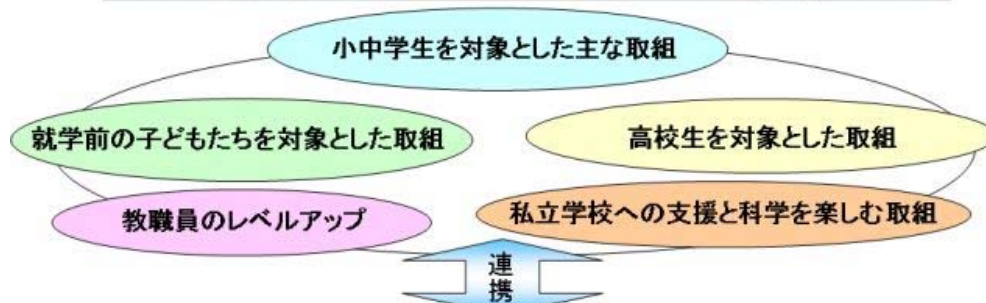 小中学生を対象とした主な取組
就学前の子どもたちを対象とした取組
高校生を対象とした取組
教職員のレベルアップ
私立学校への支援と科学を楽しむ取組
連
携